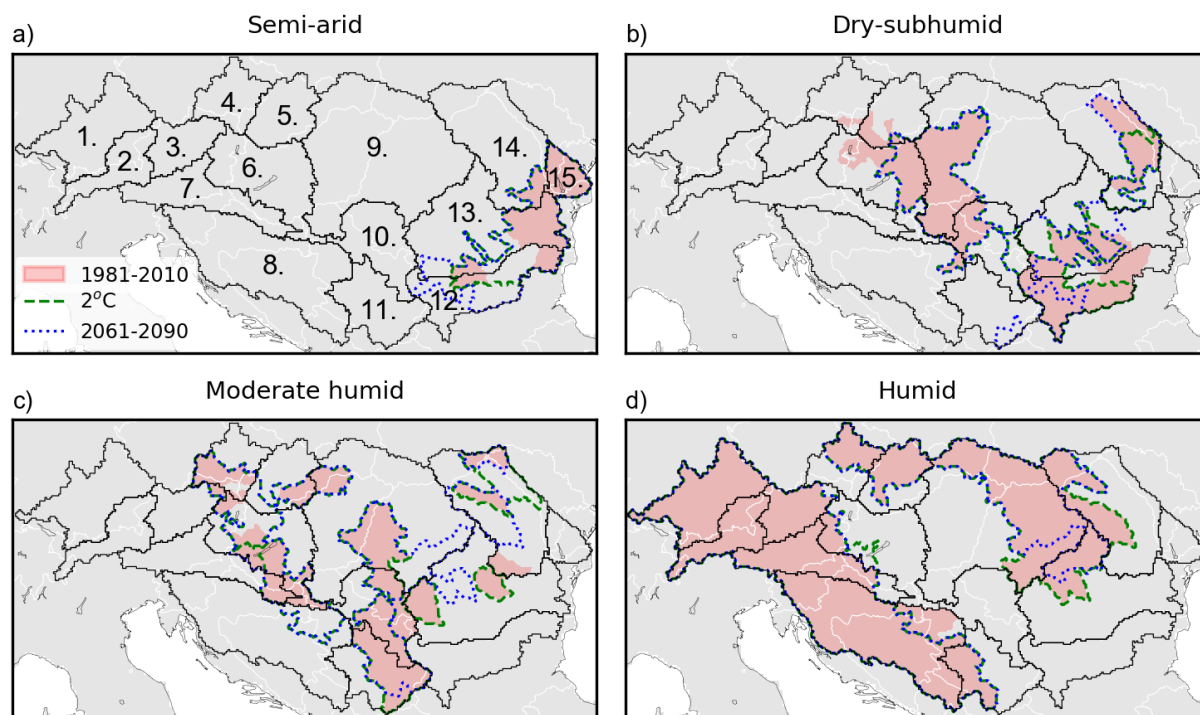 a)
Semi-arid
b)
Dry-subhumid
1.
2.
3.
4.
5.
6.
7.
8.
9.
10.
11.
12.
13.
14.
15.
1981-2010
2°C
2061-2090
c)
Moderate humid
d)
Humid